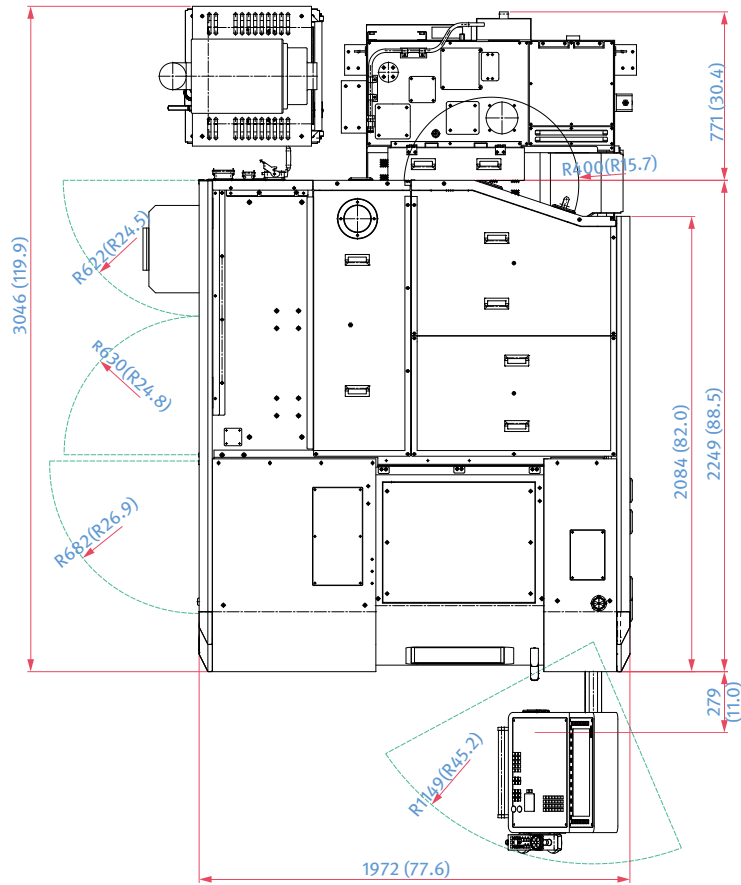 771 (30.4)
R400(R15.7)
R622(R24.5)
3046 (119.9)
R630(R24.8)
2084 (82.0)
2249 (88.5)
R682(R26.9)
279
(11.0)
R1149(R45.2)
1972 (77.6)